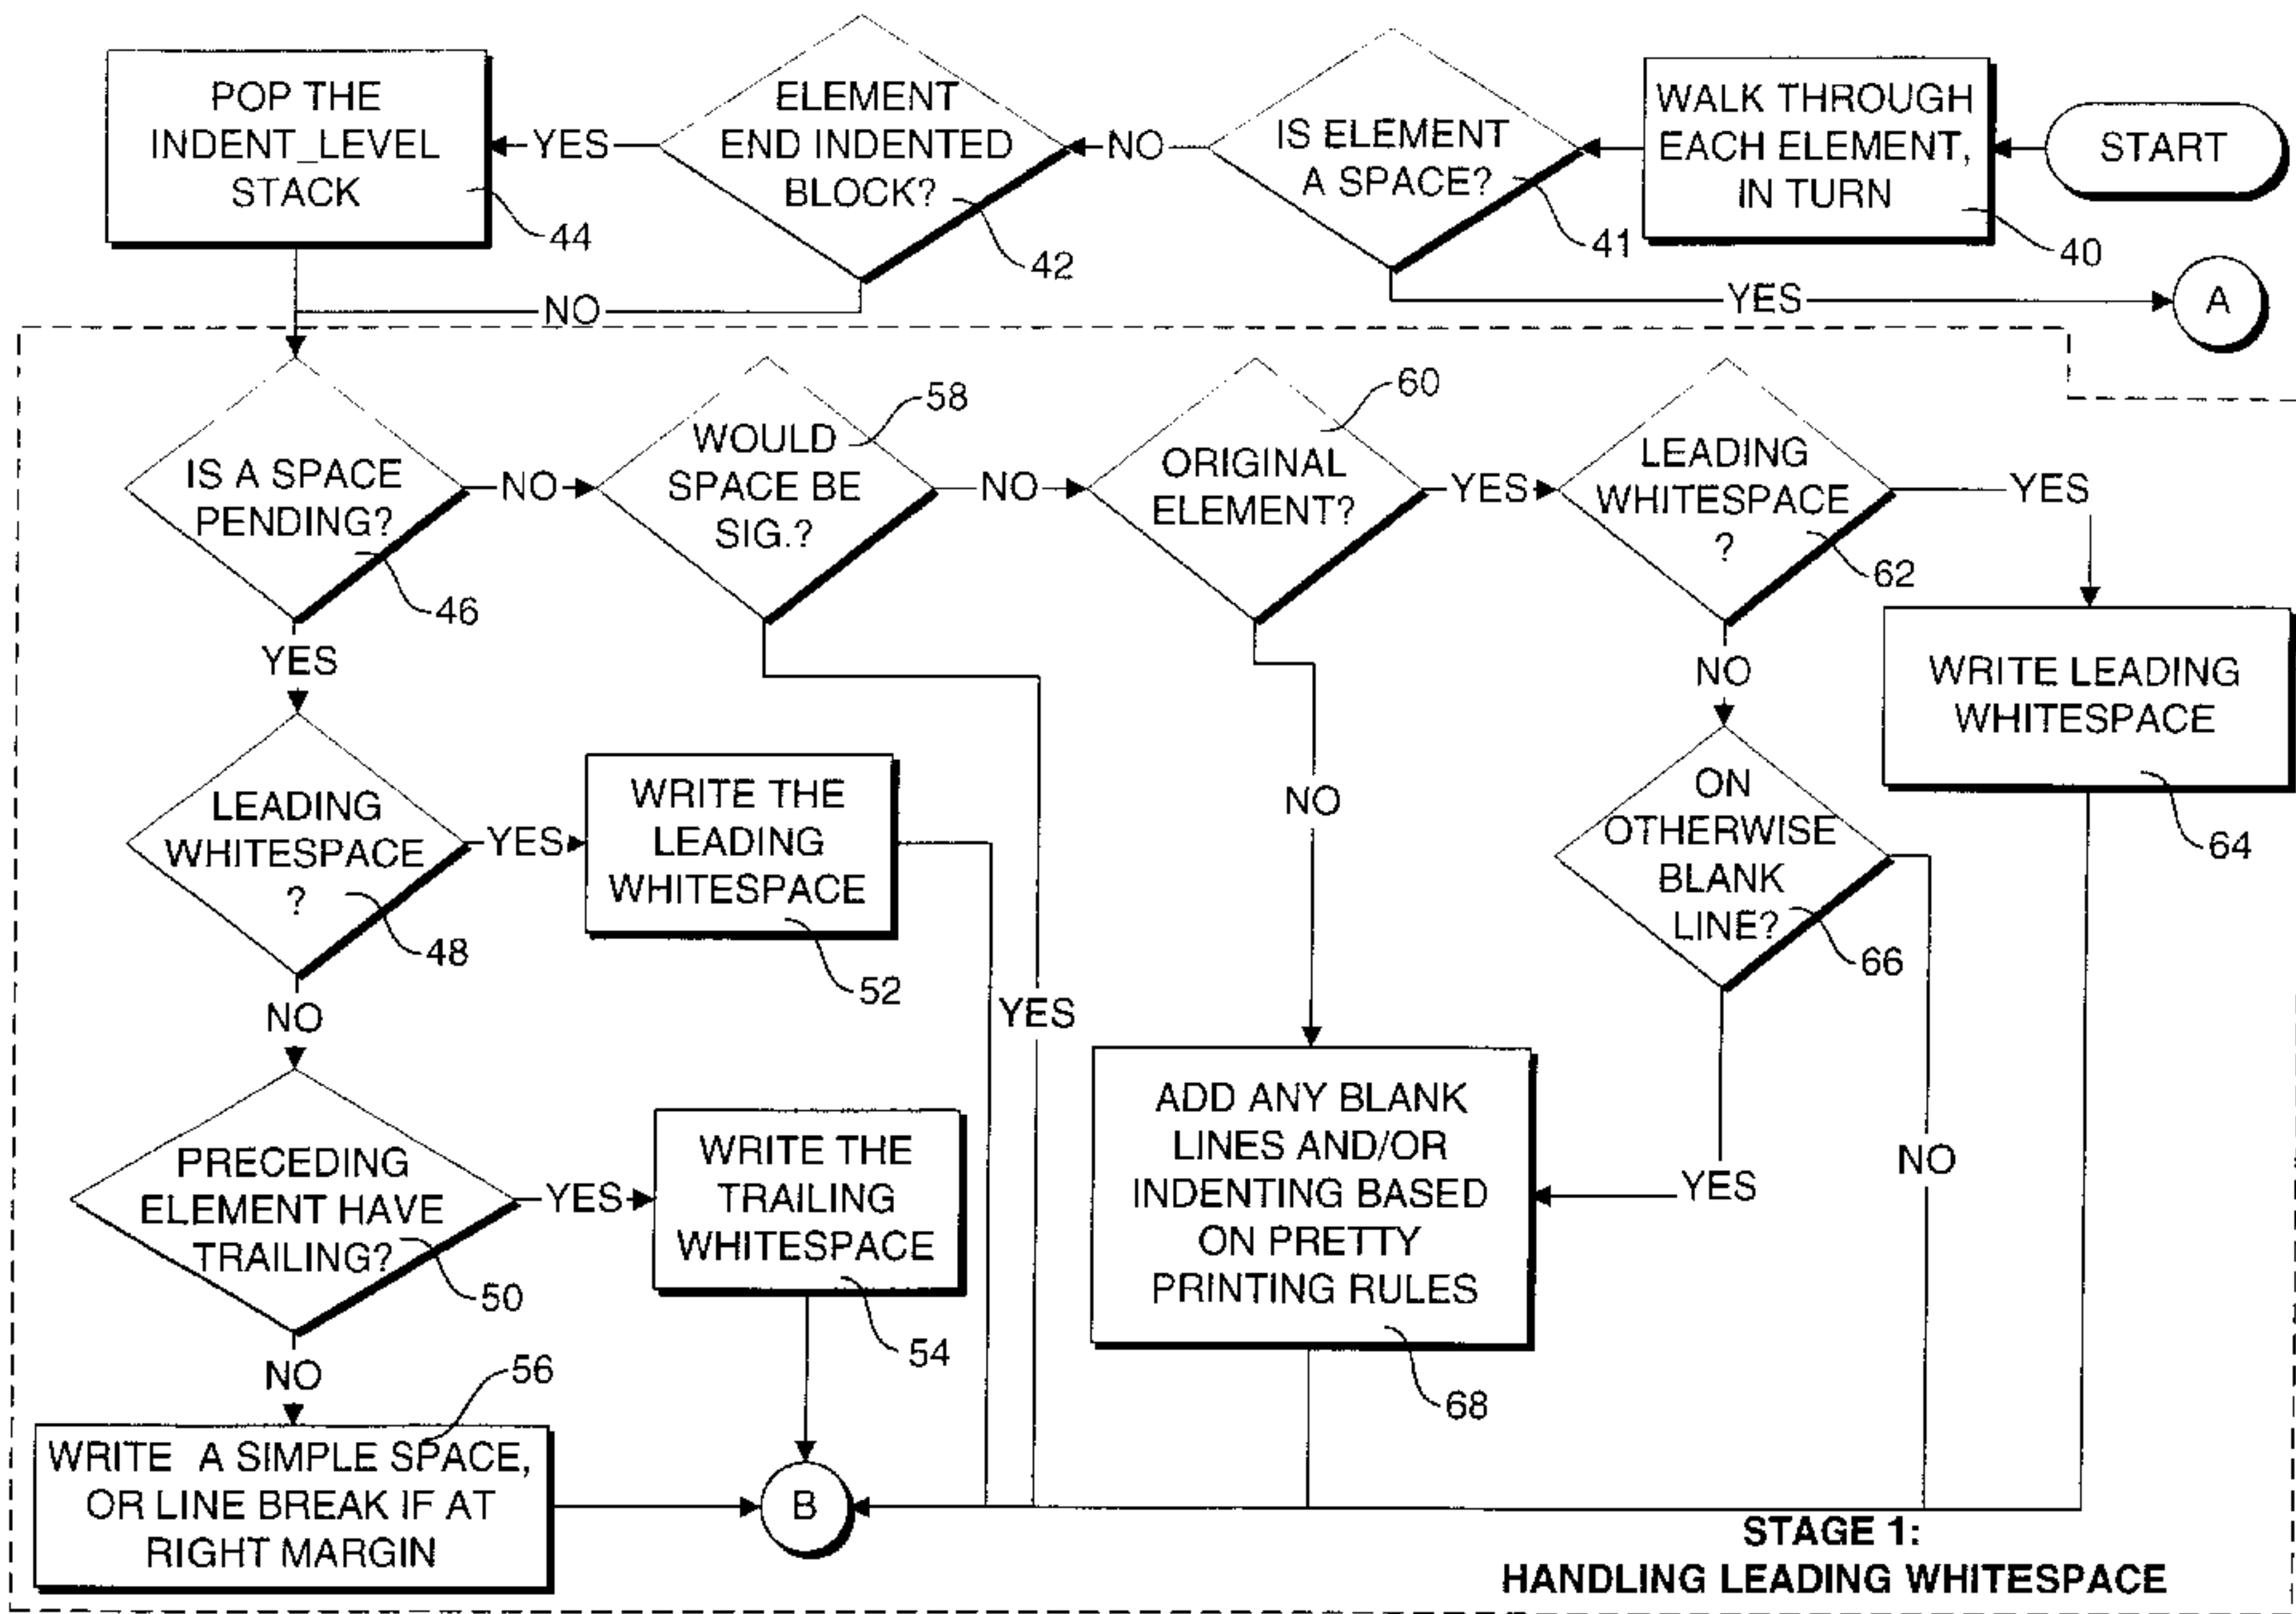 POP THE
INDENT_LEVEL
STACK
44
YES
ELEMENT
END INDENTED
BLOCK?
42
NO
IS ELEMENT
A SPACE?
41
WALK THROUGH
EACH ELEMENT,
IN TURN
40
START
NO
YES
A
IS A SPACE
PENDING?
46
NO
WOULD
SPACE BE
SIG.?
58
NO
ORIGINAL
ELEMENT?
60
YES
LEADING
WHITESPACE
?
62
YES
YES
NO
WRITE LEADING
WHITESPACE
64
LEADING
WHITESPACE
?
48
YES
WRITE THE
LEADING
WHITESPACE
52
NO
ON
OTHERWISE
BLANK
LINE?
66
NO
YES
PRECEDING
ELEMENT HAVE
TRAILING?
50
YES
WRITE THE
TRAILING
WHITESPACE
54
ADD ANY BLANK
LINES AND/OR
INDENTING BASED
ON PRETTY
PRINTING RULES
68
YES
NO
NO
56
WRITE A SIMPLE SPACE,
OR LINE BREAK IF AT
RIGHT MARGIN
B
STAGE 1:
HANDLING LEADING WHITESPACE